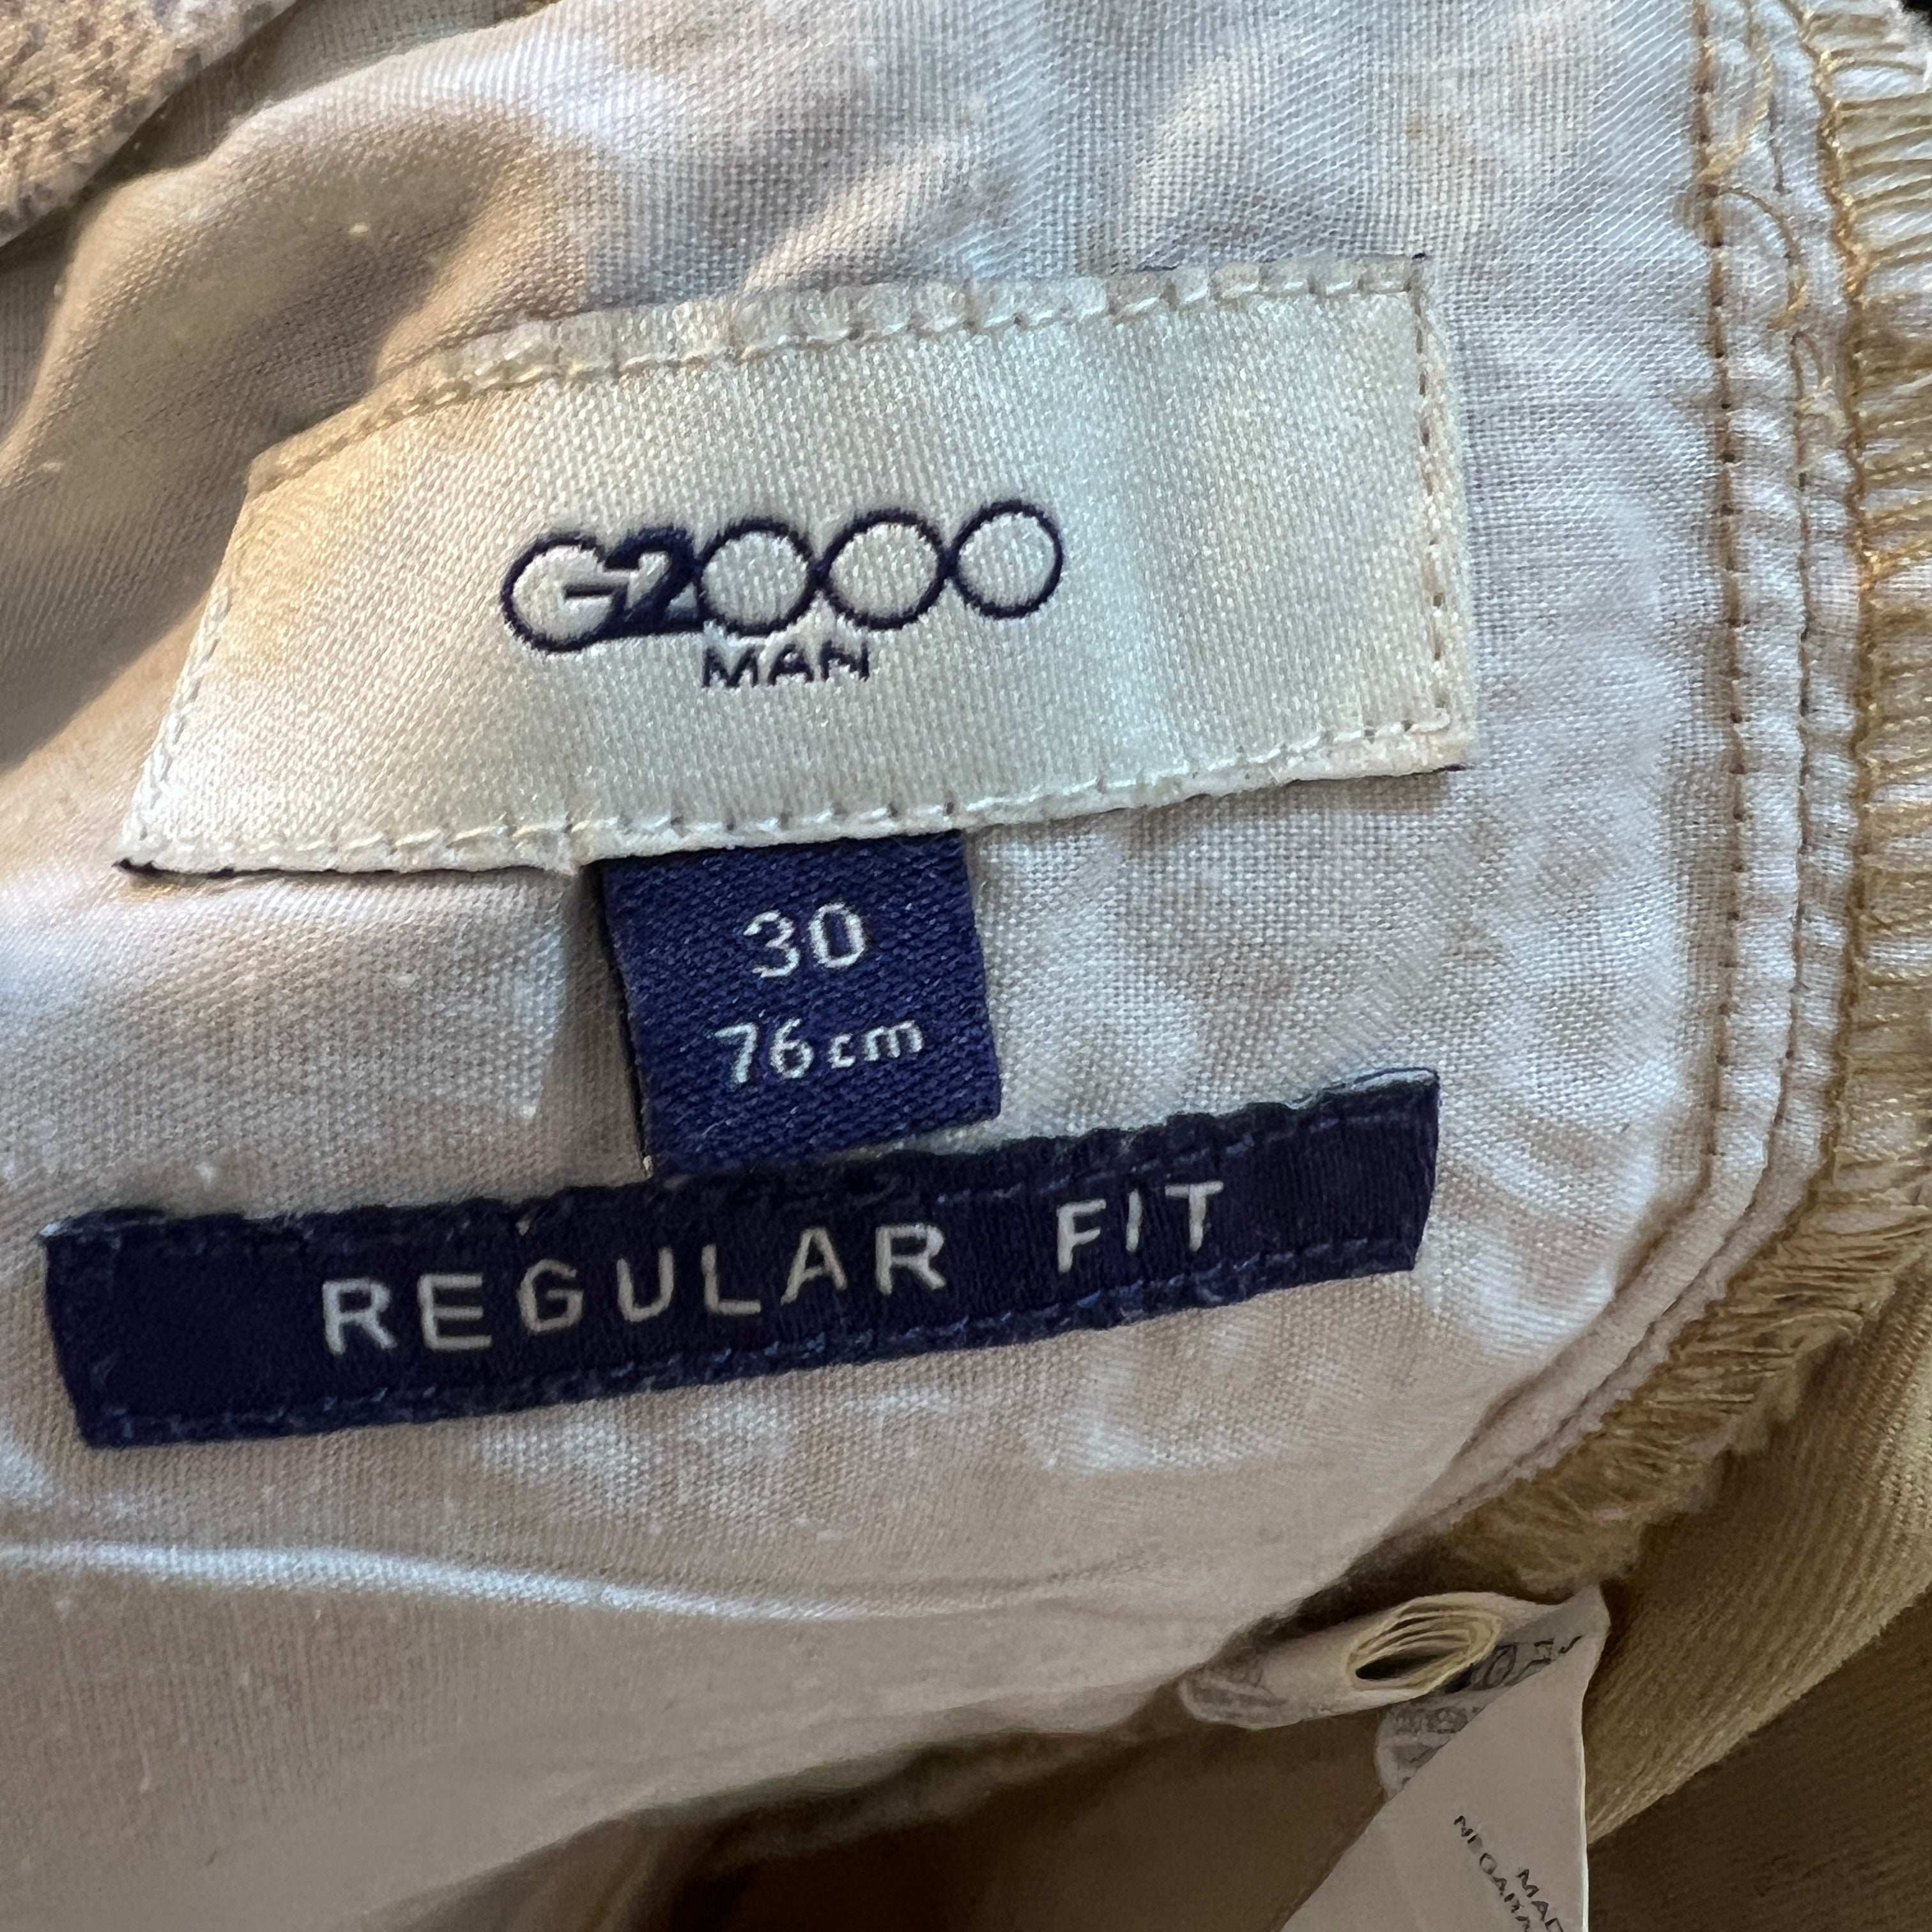 G2000
MAN
30
76cm
REGULAR FIT